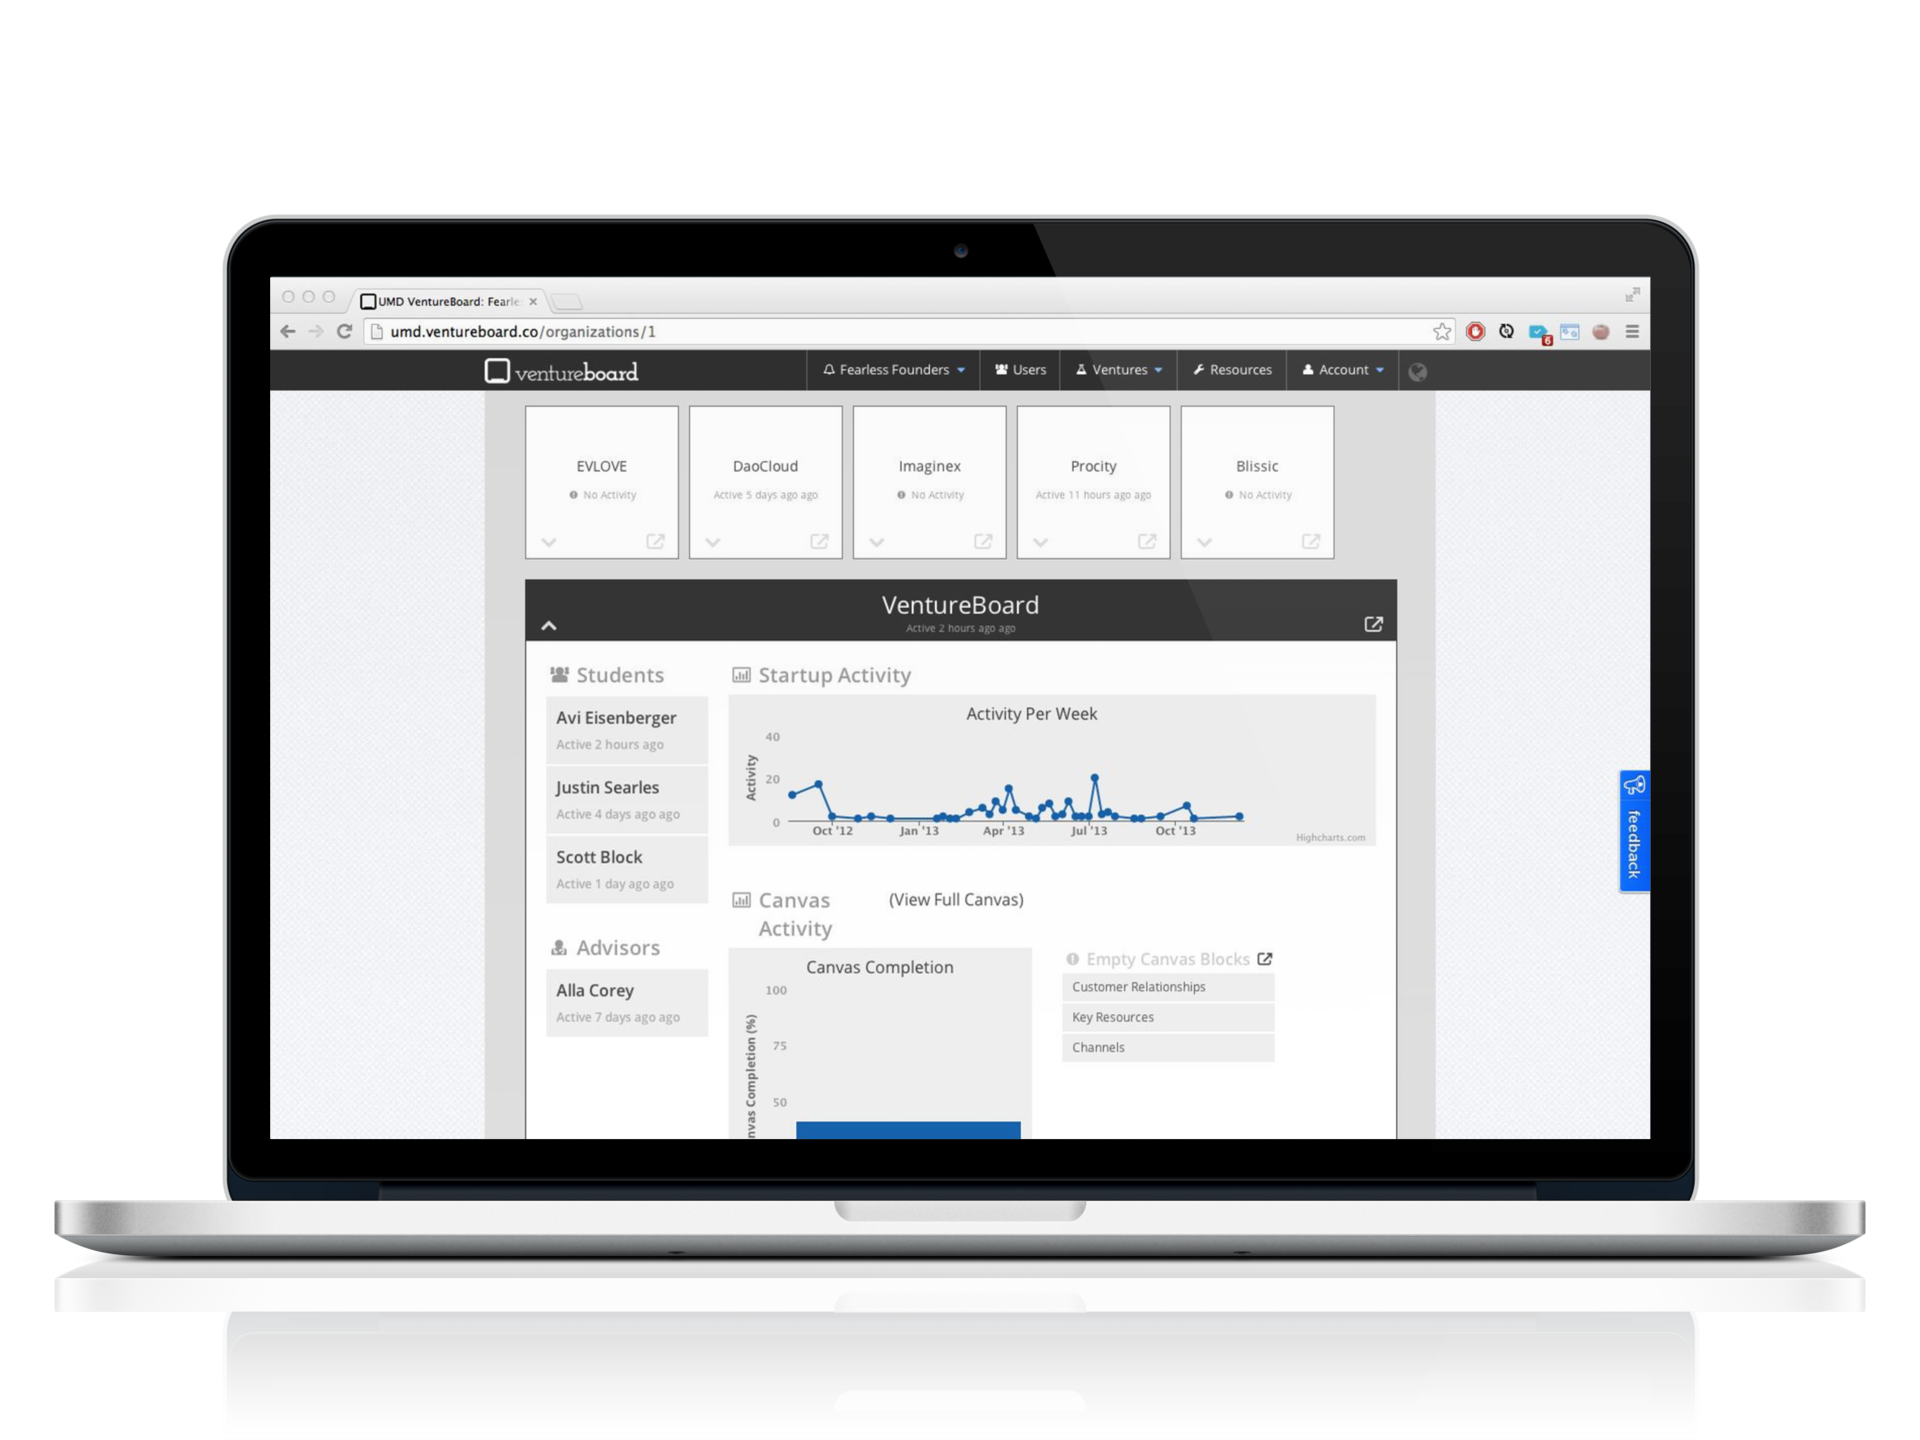 UMD VentureBoard: Fearle
umd.ventureboard.co/organizations/1
6
ventureboard
Fearless Founders
Users
Ventures
Resources
Account
EVLOVE
No Activity
DaoCloud
Active 5 days ago ago
Imaginex
No Activity
Procity
Active 11 hours ago ago
Blissic
No Activity
VentureBoard
Active 2 hours ago ago
Students
Avi Eisenberger
Active 2 hours ago
Justin Searles
Active 4 days ago ago
Scott Block
Active 1 day ago ago
Advisors
Alla Corey
Active 7 days ago ago
Startup Activity
Activity Per Week
Activity
40
20
0
Oct '12
Jan '13
Apr '13
Jul '13
Oct '13
Highcharts.com
Canvas
Activity
(View Full Canvas)
Canvas Completion
nvas Completion (%)
100
75
50
Empty Canvas Blocks
Customer Relationships
Key Resources
Channels
feedback